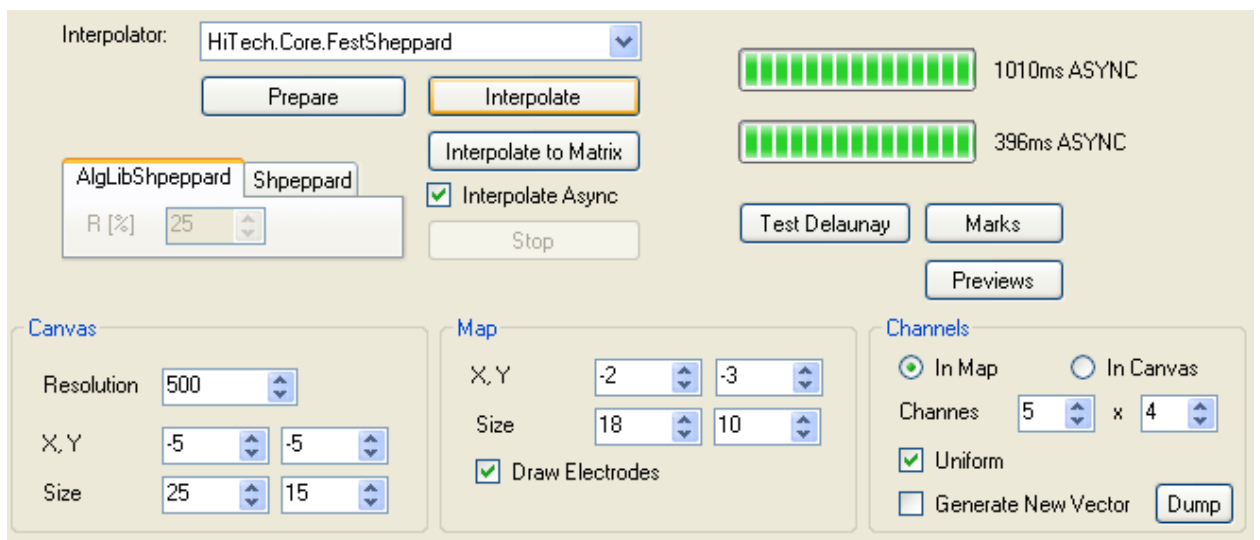 Interpolator: HiTech.Core.FestSheppard
1010ms ASYNC
Prepare Interpolate
Interpolate to Matrix 396ms ASYNC
AlgLibShpeppard Shpeppard
Interpolate Async
R [%] 25
Stop
Test Delaunay Marks
Previews
Canvas
Resolution 500
X, Y -5 -5
Size 25 15
Map
X, Y -2 -3
Size 18 10
Draw Electrodes
Channels
In Map In Canvas
Channes 5 x 4
Uniform
Generate New Vector Dump